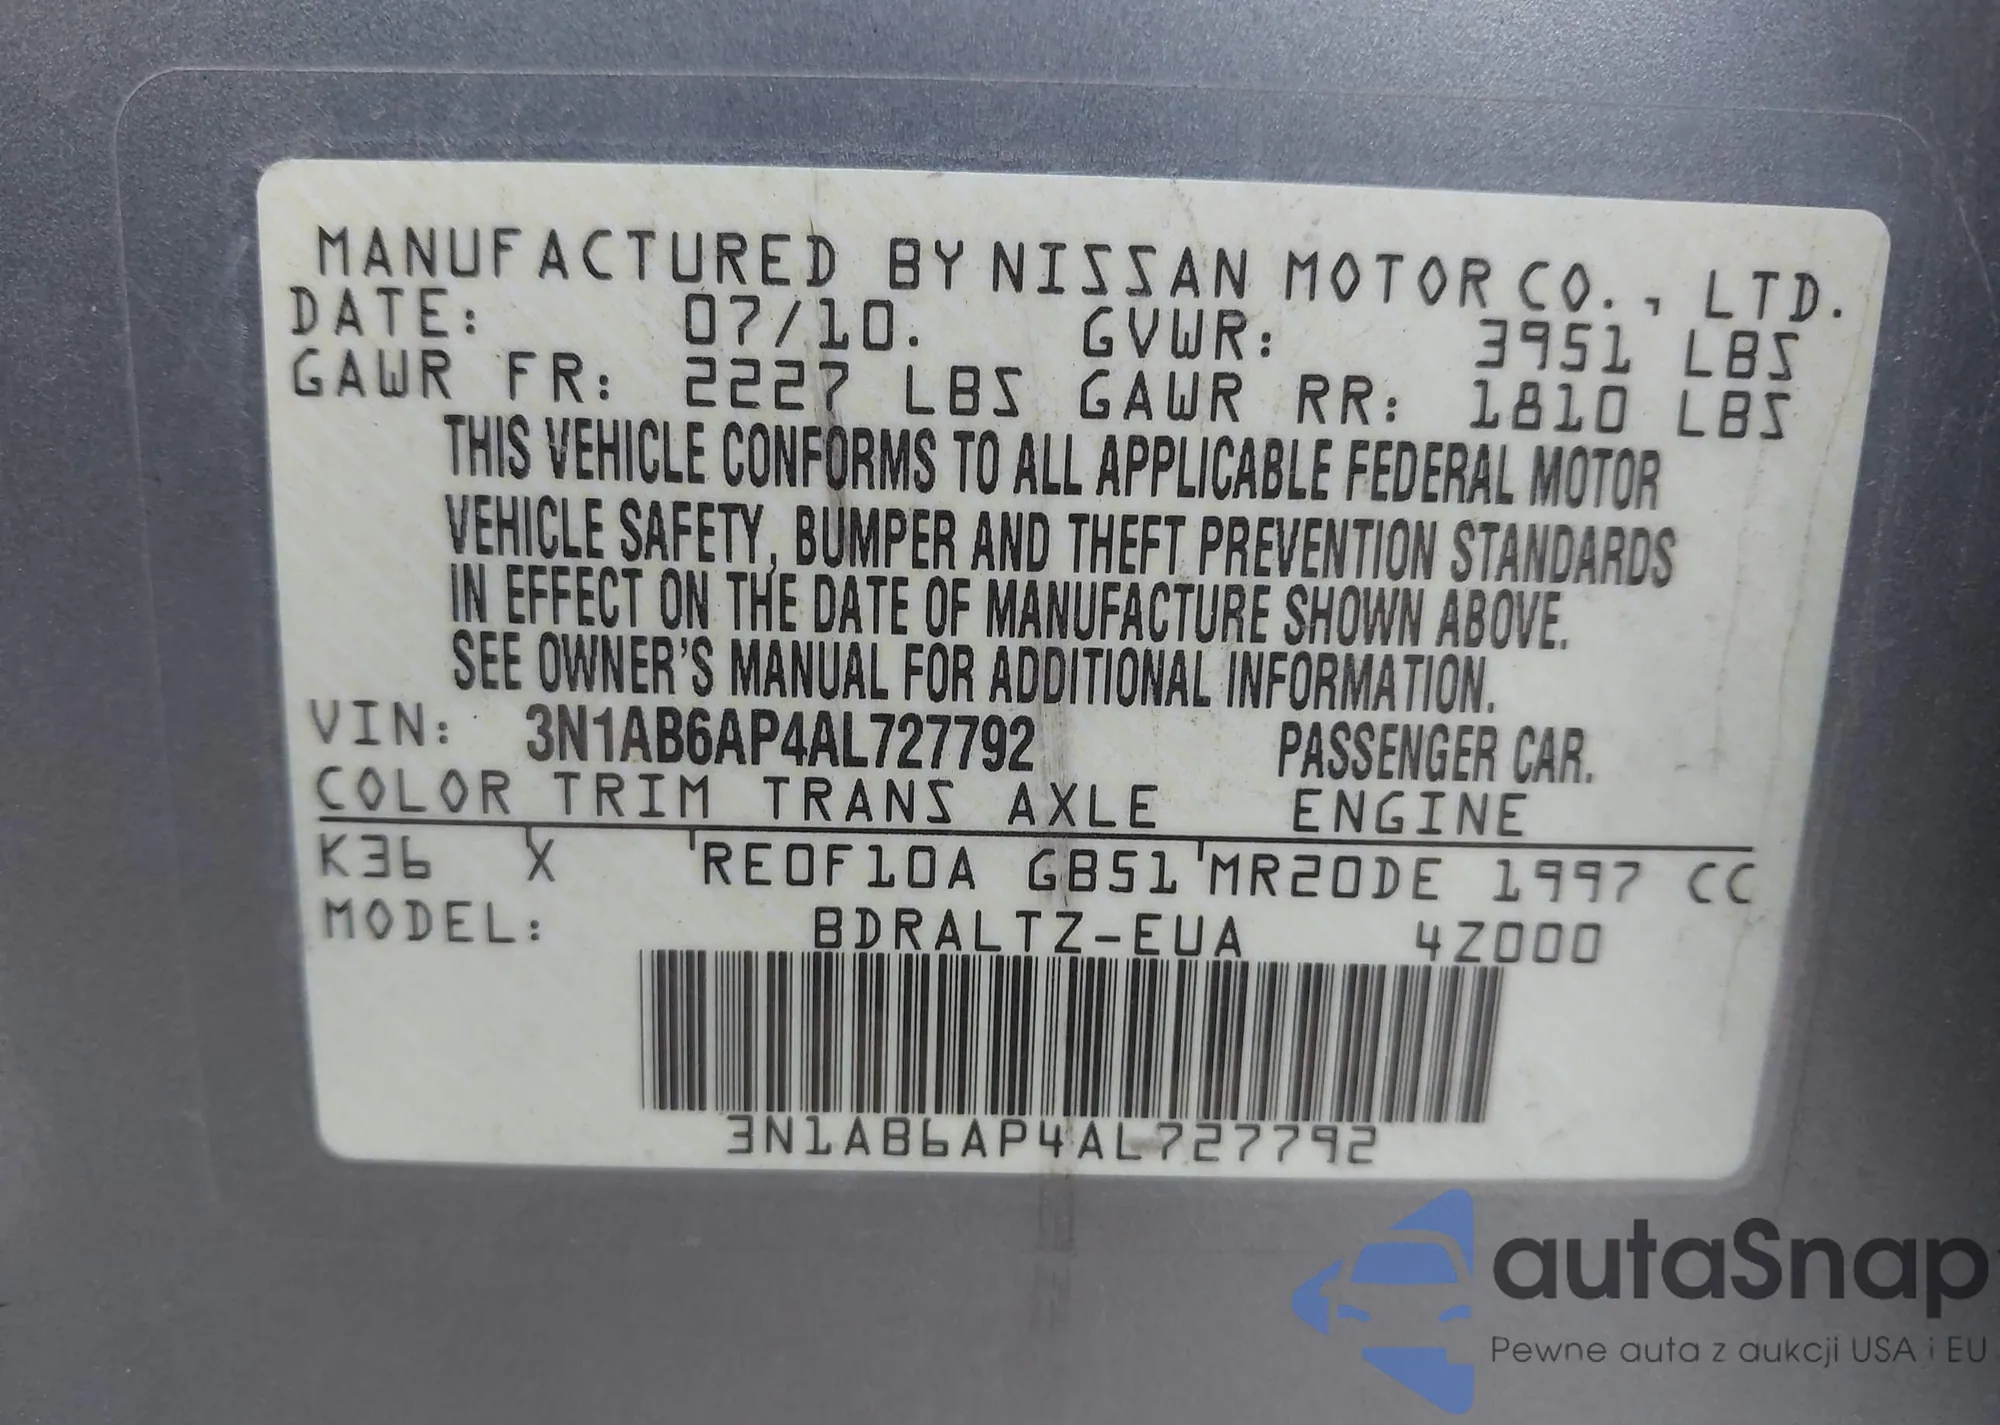 MANUFACTURED BY NISSAN MOTOR CO., LTD.
DATE: 07/10. GVWR: 3951 LBS
GAWR FR: 2227 LBS GAWR RR: 1810 LBS
THIS VEHICLE CONFORMS TO ALL APPLICABLE FEDERAL MOTOR
VEHICLE SAFETY, BUMPER AND THEFT PREVENTION STANDARDS
IN EFFECT ON THE DATE OF MANUFACTURE SHOWN ABOVE.
SEE OWNER'S MANUAL FOR ADDITIONAL INFORMATION.
VIN: 3N1AB6AP4AL727792 PASSENGER CAR.
COLOR TRIM TRANS AXLE ENGINE
K36 X RE0F10A GB51 MR20DE 1997 CC
MODEL: BDRALTZ-EUA 4Z000
3N1AB6AP4AL727792
autaSnap
Pewne auta z aukcji USA i EU